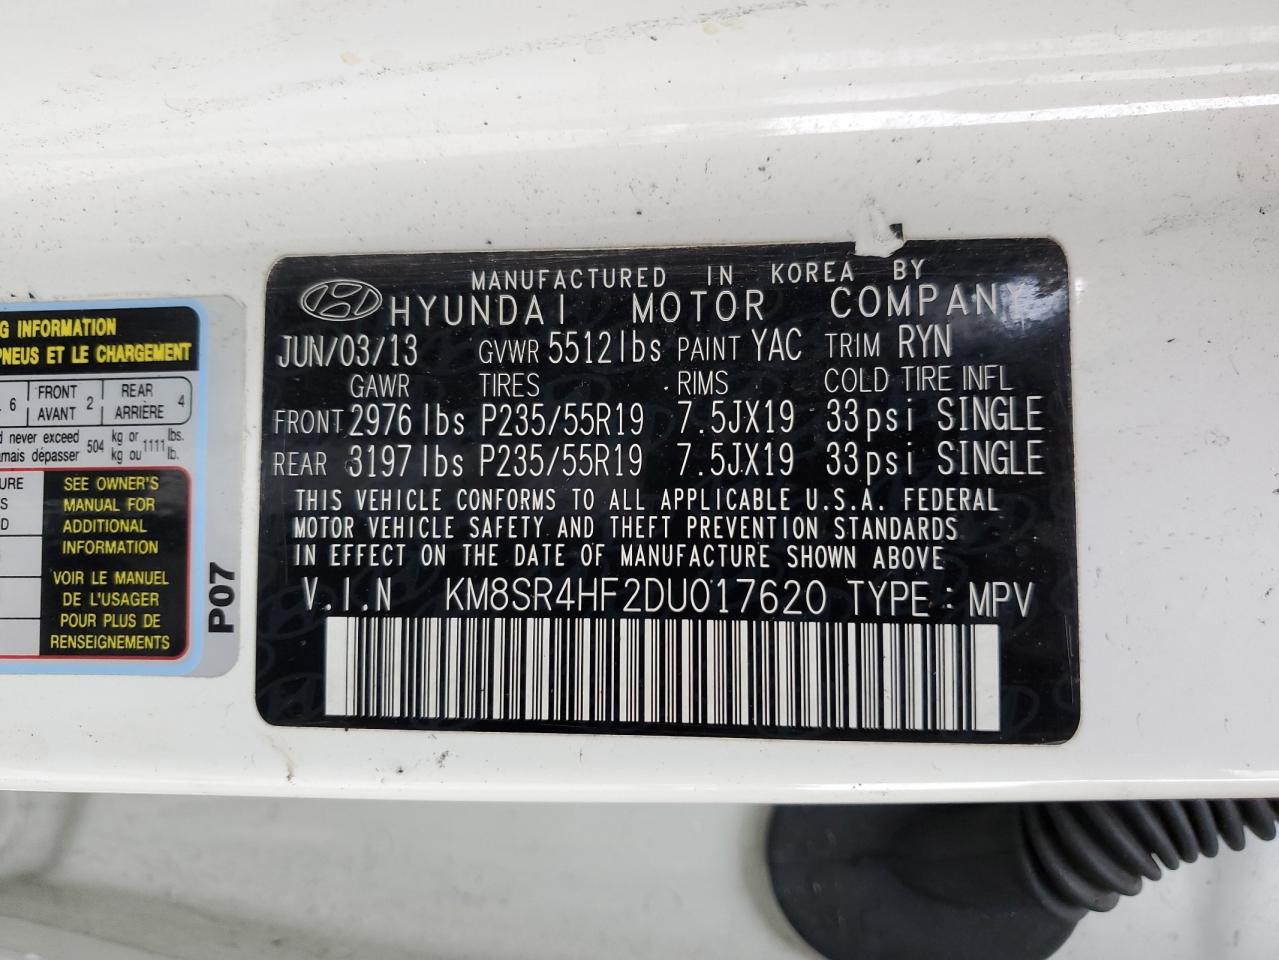 MANUFACTURED IN KOREA BY
HYUNDAI MOTOR COMPANY
JUN/03/13 GVWR 5512lbs PAINT YAC TRIM RYN
GAWR TIRES RIMS COLD TIRE INFL
FRONT 2976lbs P235/55R19 7.5JX19 33psi SINGLE
REAR 3197lbs P235/55R19 7.5JX19 33psi SINGLE
THIS VEHICLE CONFORMS TO ALL APPLICABLE U.S.A. FEDERAL
MOTOR VEHICLE SAFETY AND THEFT PREVENTION STANDARDS
IN EFFECT ON THE DATE OF MANUFACTURE SHOWN ABOVE
V.I.N KM8SR4HF2DU017620 TYPE : MPV
INFORMATION
PNEUS ET LE CHARGEMENT
6 FRONT 2 REAR 4
AVANT ARRIÈRE
never exceed 504 kg or 1111 lbs.
jamais dépasser kg ou lb.
SEE OWNER'S
MANUAL FOR
ADDITIONAL
INFORMATION
VOIR LE MANUEL
DE L'USAGER
POUR PLUS DE
RENSEIGNEMENTS
P07